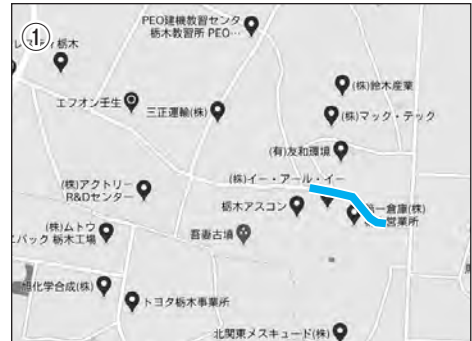 ①
PEO建機教習センタ
栃木教習所 PEO…
ィ栃木
(株)鈴木産業
エフオン壬生
三正運輸(株)
(株)マック・テック
(有)友和環境
(株)イー・アール・イー
(株)アクトリー
R&Dセンター
栃木アスコン
一倉庫(株)
営業所
(株)ムトウ
パック 栃木工場
吾妻古墳
旭化学合成(株)
トヨタ栃木事業所
北関東メスキュード(株)